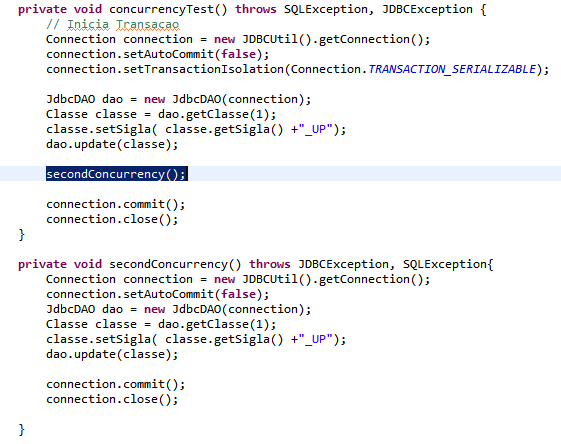 private void concurrencyTest() throws SQLException, JDBCException {
// Inicia Transacao
Connection connection = new JDBCUtil().getConnection();
connection.setAutoCommit(false);
connection.setTransactionIsolation(Connection.TRANSACTION_SERIALIZABLE);
JdbcDAO dao = new JdbcDAO(connection);
Classe classe = dao.getClasse(1);
classe.setSigla( classe.getSigla() +"_UP");
dao.update(classe);
secondConcurrency();
connection.commit();
connection.close();
}
private void secondConcurrency() throws JDBCException, SQLException{
Connection connection = new JDBCUtil().getConnection();
connection.setAutoCommit(false);
JdbcDAO dao = new JdbcDAO(connection);
Classe classe = dao.getClasse(1);
classe.setSigla( classe.getSigla() +"_UP");
dao.update(classe);
connection.commit();
connection.close();
}